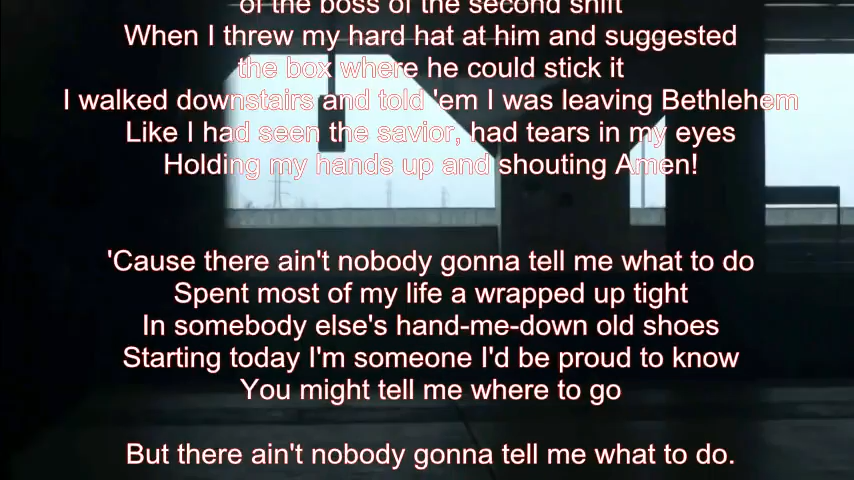 of the boss of the second shift
When I threw my hard hat at him and suggested
the box where he could stick it
I walked downstairs and told 'em I was leaving Bethlehem
Like I had seen the savior, had tears in my eyes
Holding my hands up and shouting Amen!
'Cause there ain't nobody gonna tell me what to do
Spent most of my life a wrapped up tight
In somebody else's hand-me-down old shoes
Starting today I'm someone I'd be proud to know
You might tell me where to go
But there ain't nobody gonna tell me what to do.